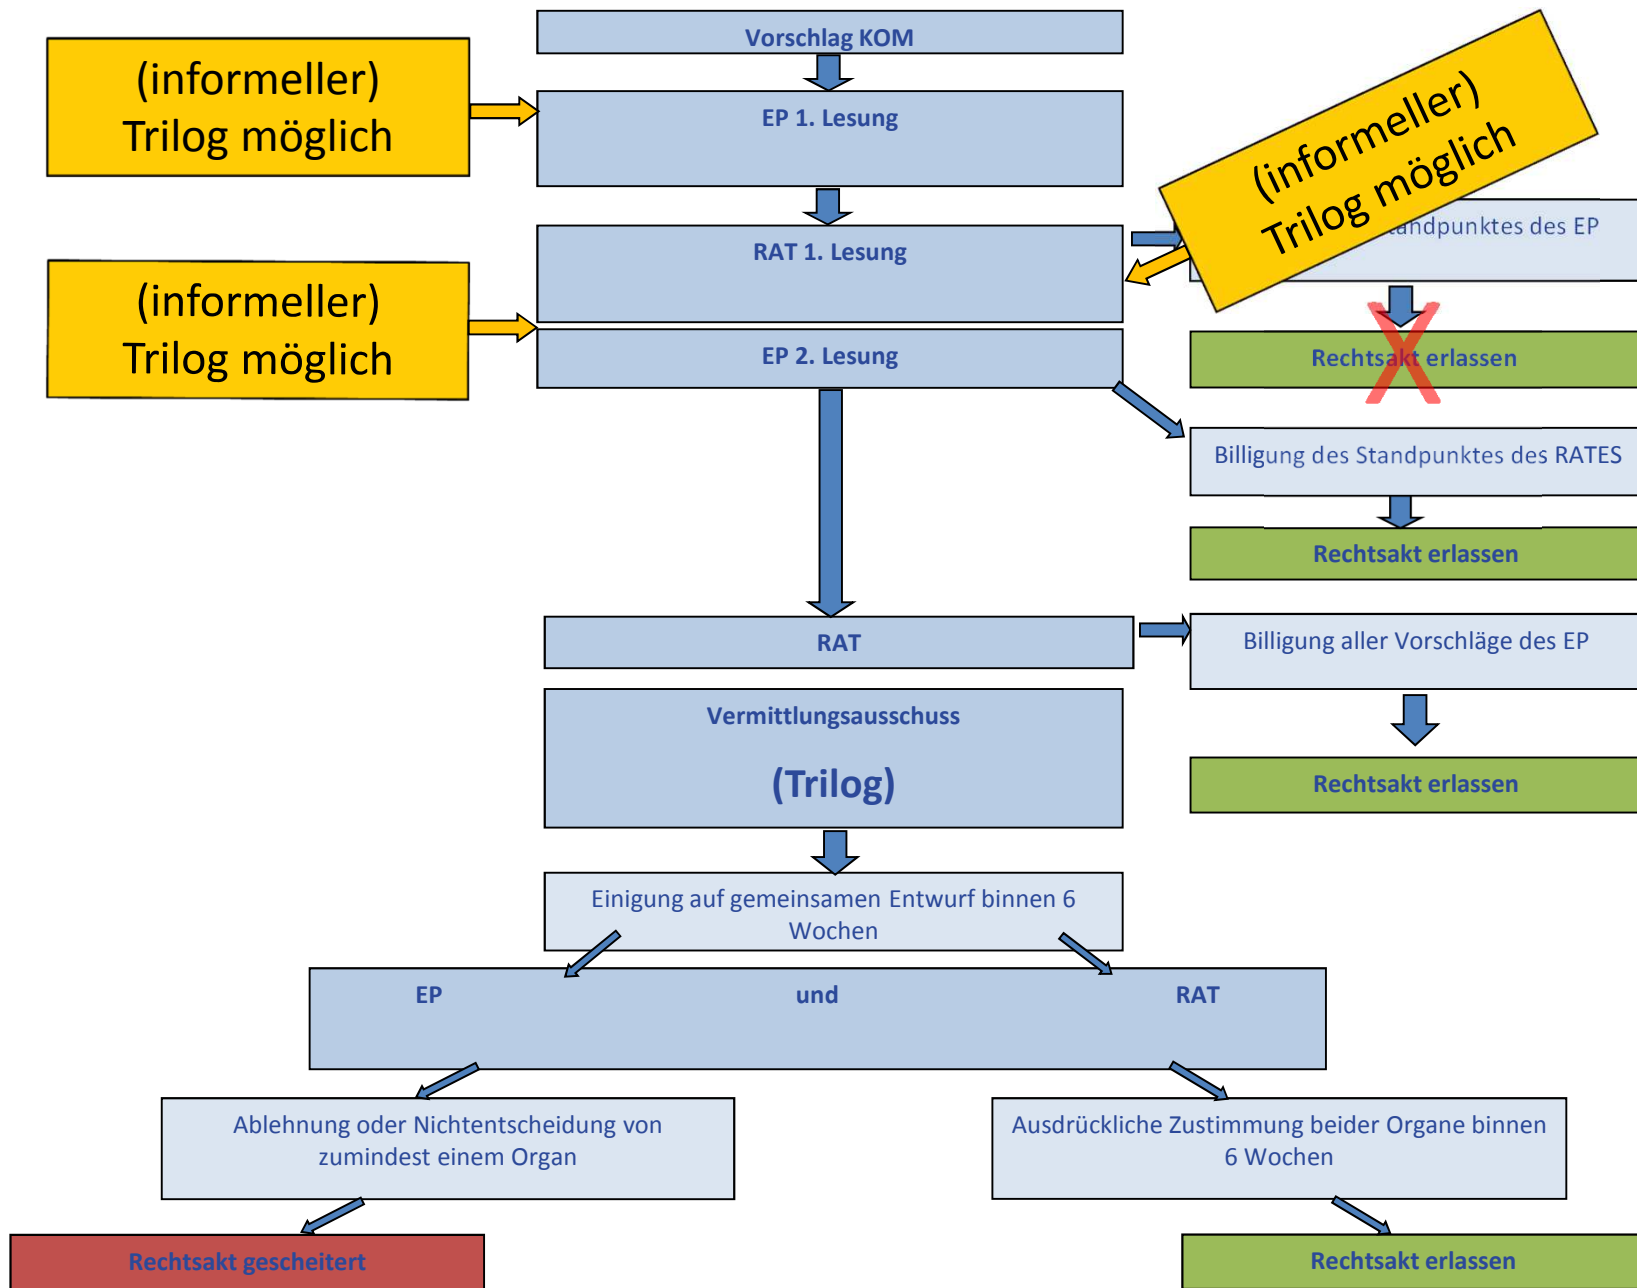 Vorschlag KOM
(informeller)
Trilog möglich
EP 1. Lesung
(informeller)
Trilog möglich
RAT 1. Lesung
des EP
(informeller)
Trilog möglich
EP 2. Lesung
Rechtsakt erlassen
X
Billigung des Standpunktes des RATES
Rechtsakt erlassen
RAT
Billigung aller Vorschläge des EP
Vermittlungsausschuss
(Trilog)
Rechtsakt erlassen
Einigung auf gemeinsamen Entwurf binnen 6
Wochen
EP und RAT
Ablehnung oder Nichtentscheidung von
zumindest einem Organ
Ausdrückliche Zustimmung beider Organe binnen
6 Wochen
Rechtsakt gescheitert
Rechtsakt erlassen